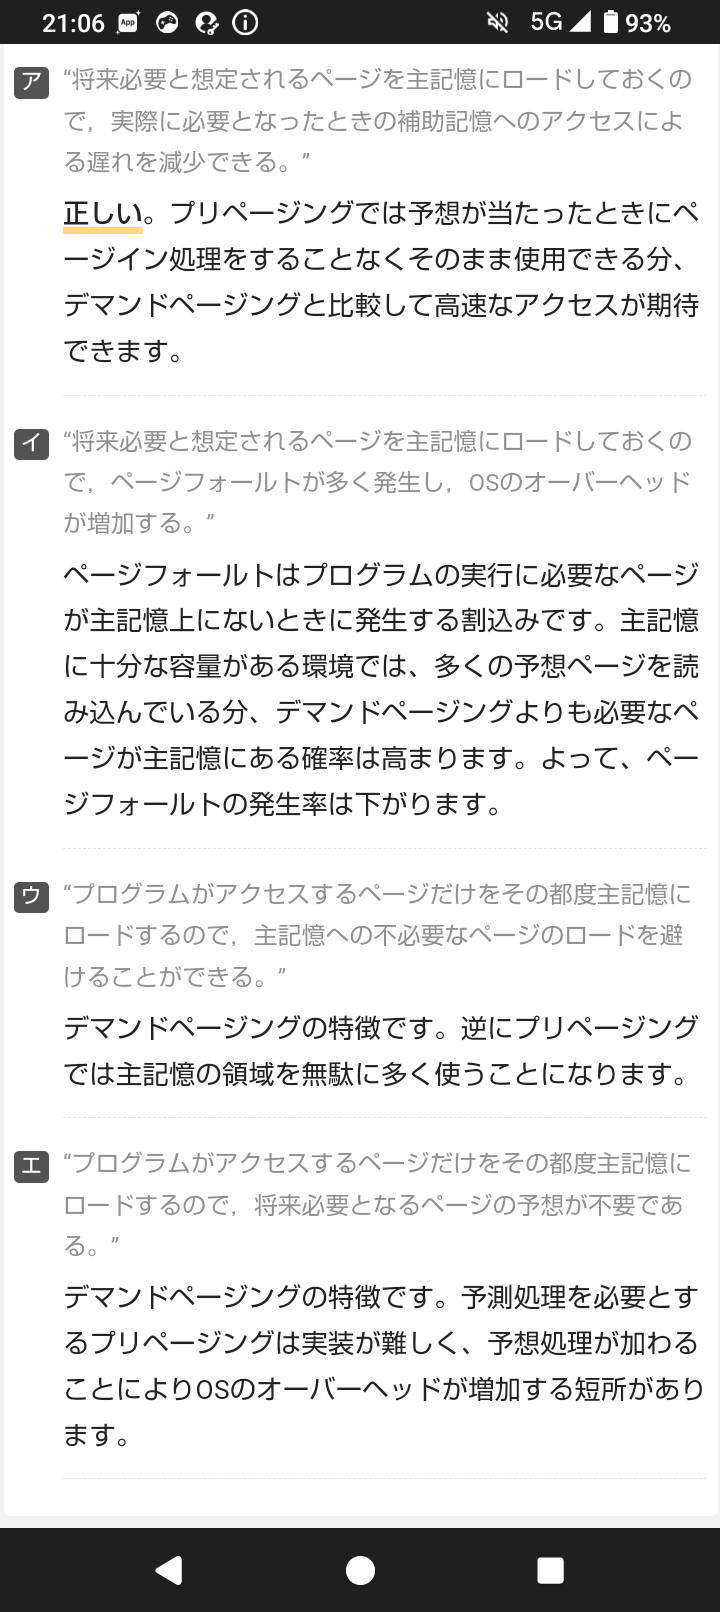 21:06 App 5G 93%
ア “将来必要と想定されるページを主記憶にロードしておくの
で，実際に必要となったときの補助記憶へのアクセスによ
る遅れを減少できる。”
正しい。プリページングでは予想が当たったときにペ
ージイン処理をすることなくそのまま使用できる分、
デマンドページングと比較して高速なアクセスが期待
できます。
イ “将来必要と想定されるページを主記憶にロードしておくの
で，ページフォールトが多く発生し，OSのオーバーヘッド
が増加する。”
ページフォールトはプログラムの実行に必要なページ
が主記憶上にないときに発生する割込みです。主記憶
に十分な容量がある環境では、多くの予想ページを読
み込んでいる分、デマンドページングよりも必要なペ
ージが主記憶にある確率は高まります。よって、ペー
ジフォールトの発生率は下がります。
ウ “プログラムがアクセスするページだけをその都度主記憶に
ロードするので，主記憶への不必要なページのロードを避
けることができる。”
デマンドページングの特徴です。逆にプリページング
では主記憶の領域を無駄に多く使うことになります。
エ “プログラムがアクセスするページだけをその都度主記憶に
ロードするので，将来必要となるページの予想が不要であ
る。”
デマンドページングの特徴です。予測処理を必要とす
るプリページングは実装が難しく、予想処理が加わる
ことによりOSのオーバーヘッドが増加する短所があり
ます。